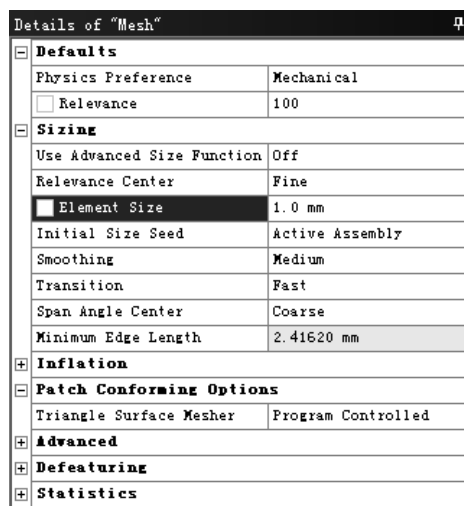 Details of "Mesh"
Defaults
Physics Preference Mechanical
Relevance 100
Sizing
Use Advanced Size Function Off
Relevance Center Fine
Element Size 1.0 mm
Initial Size Seed Active Assembly
Smoothing Medium
Transition Fast
Span Angle Center Coarse
Minimum Edge Length 2.41620 mm
Inflation
Patch Conforming Options
Triangle Surface Mesher Program Controlled
Advanced
Defeaturing
Statistics